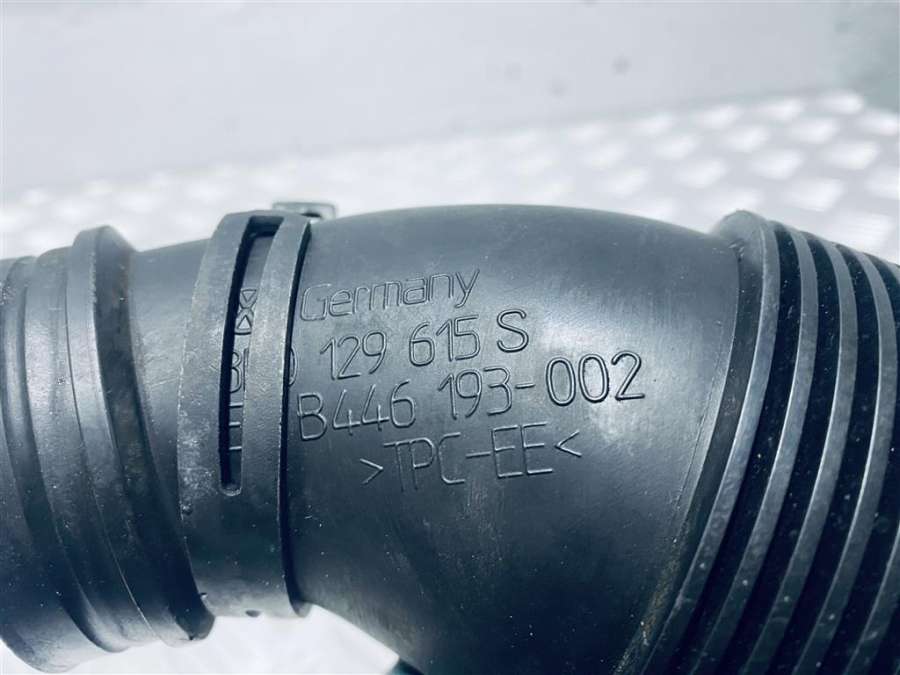 Germany
129 615 S
B446 193-002
>TPC-EE<